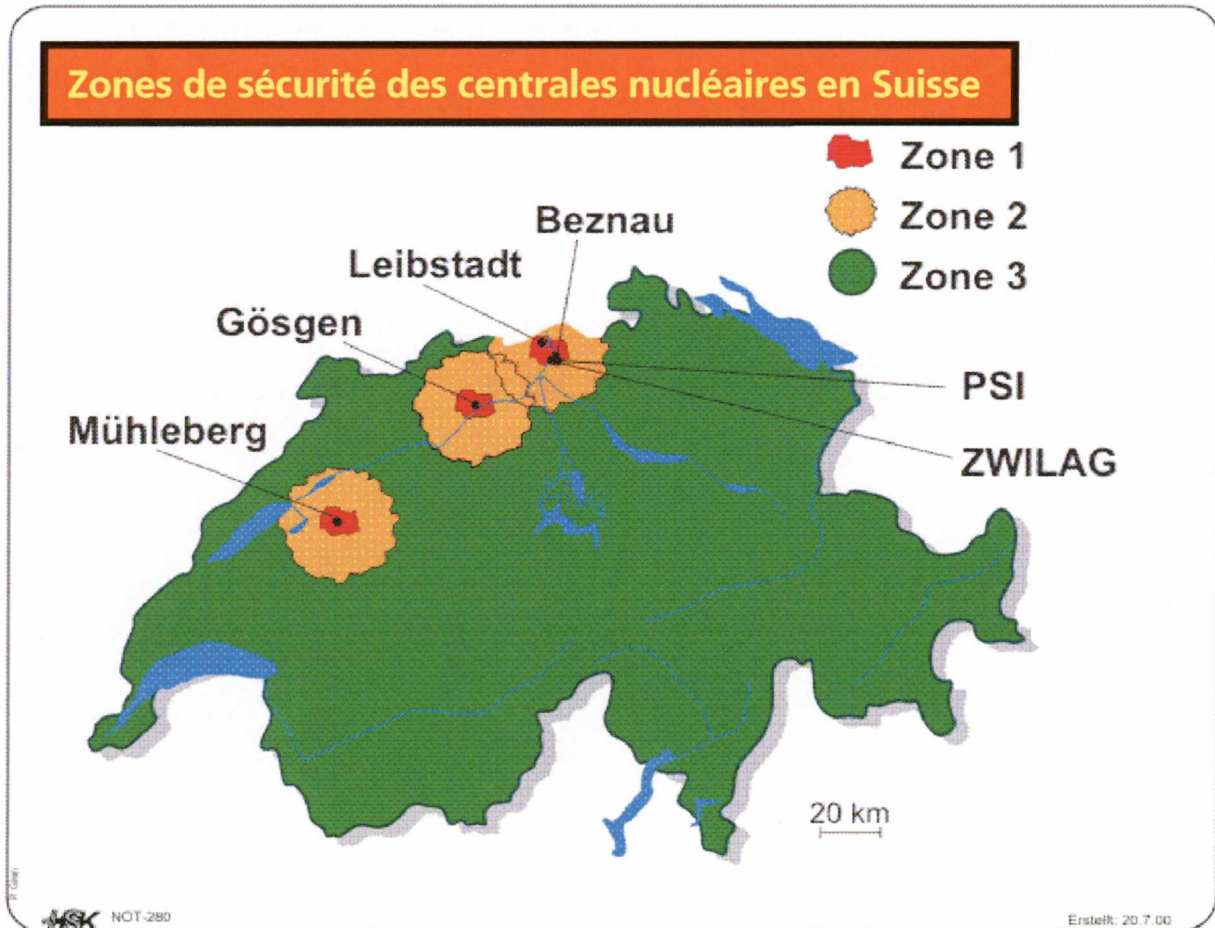 Zones de sécurité des centrales nucléaires en Suisse
Zone 1
Zone 2
Zone 3
Beznau
Leibstadt
Gösgen
Mühleberg
PSI
ZWILAG
20 km
HSK NOT-280
Erstellt: 20.7.00